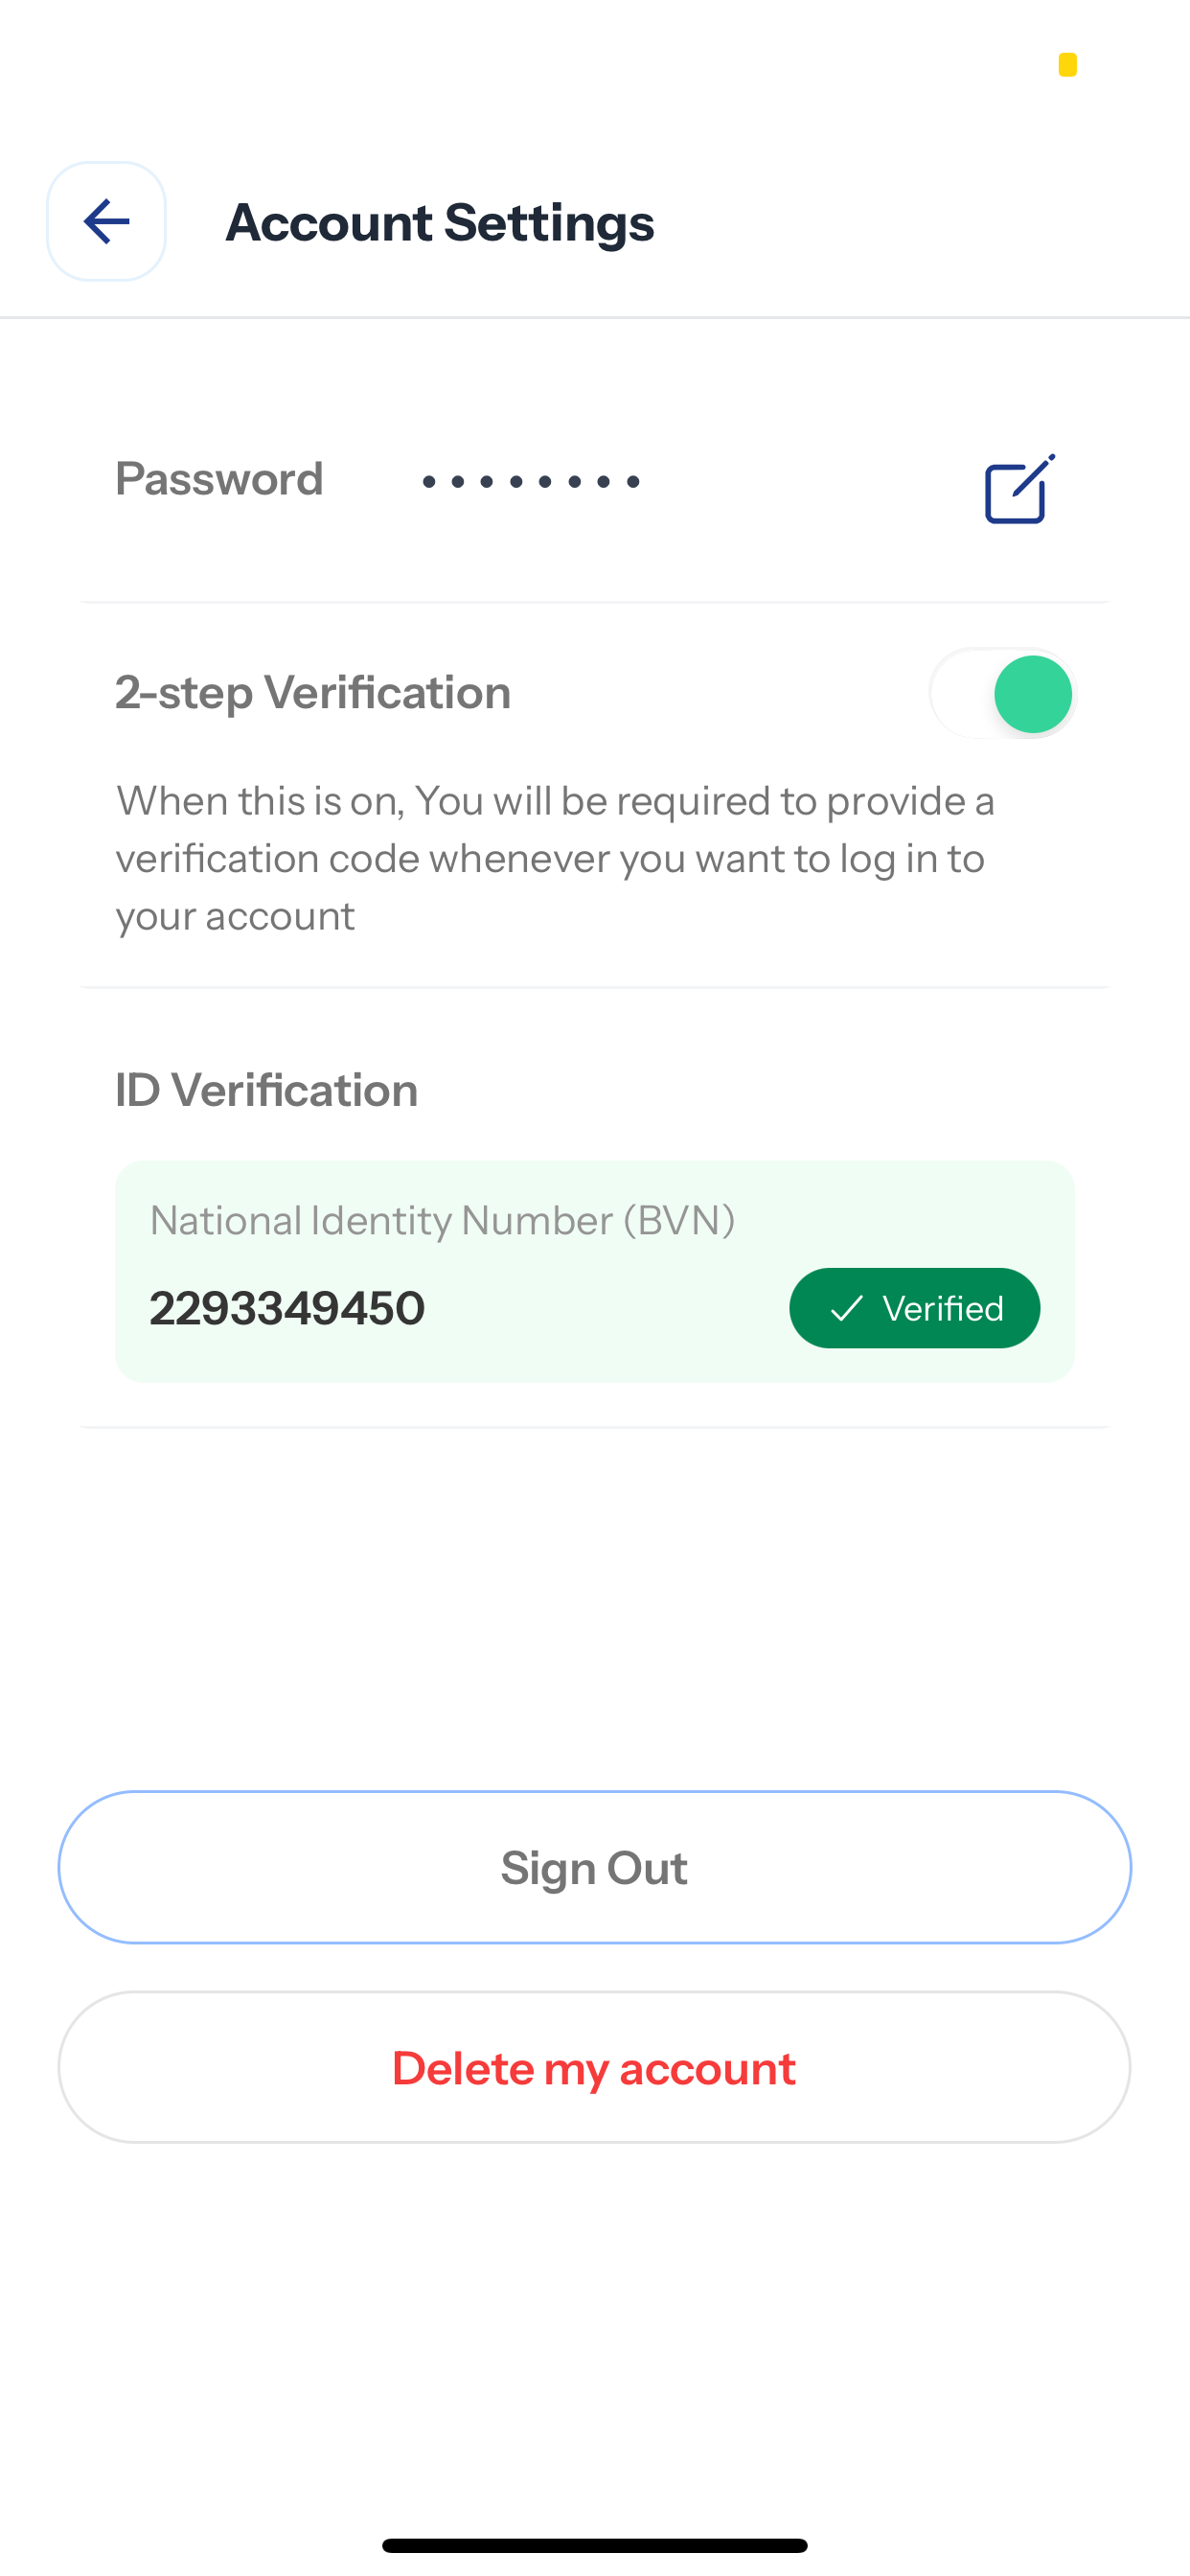 Account Settings
Password ••••••••
2-step Verification
When this is on, You will be required to provide a
verification code whenever you want to log in to
your account
ID Verification
National Identity Number (BVN)
2293349450
Verified
Sign Out
Delete my account